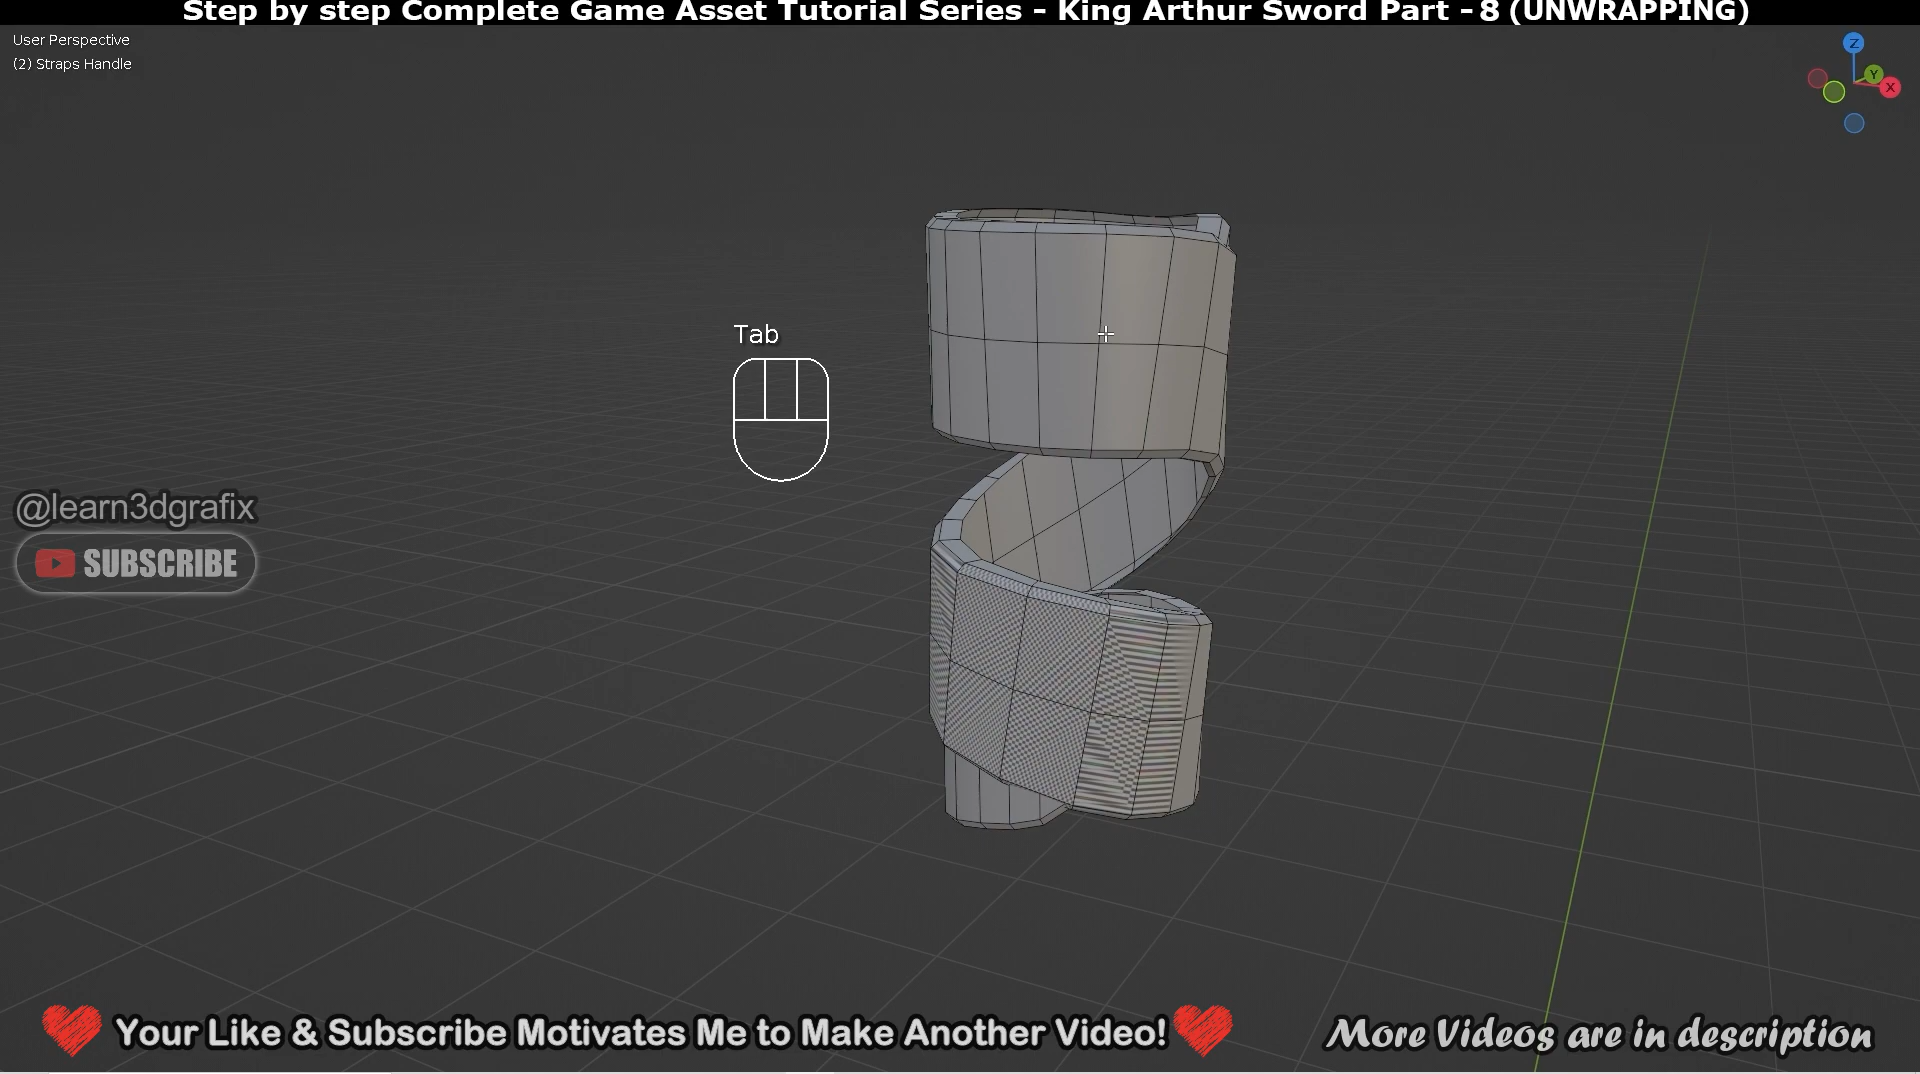 Step by step Complete Game Asset Tutorial Series - King Arthur Sword Part - 8 (UNWRAPPING)
User Perspective
(2) Straps Handle
Z
Y
X
Tab
@learn3dgrafix
SUBSCRIBE
Your Like & Subscribe Motivates Me to Make Another Video!
More Videos are in description